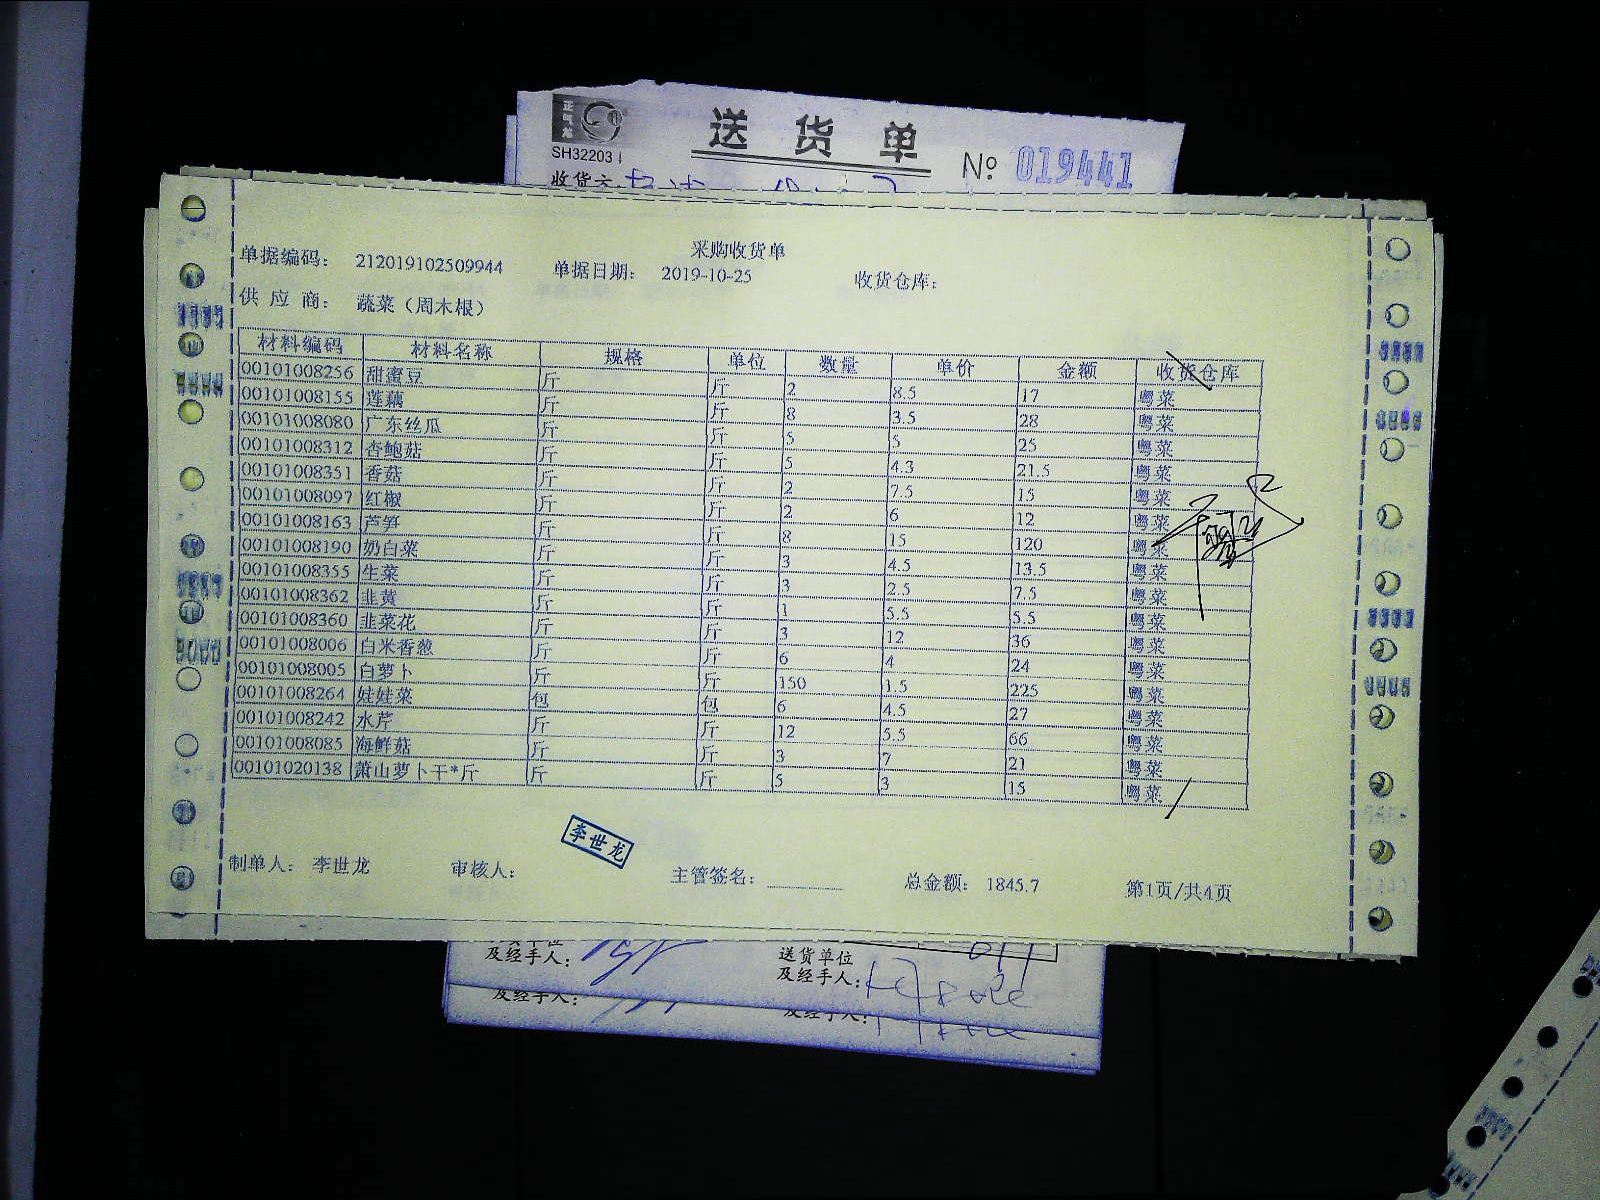 正气龙
送 货 单
SH32203
№ 019441
收货
采购收货单
单据编码： 212019102509944 单据日期： 2019-10-25 收货仓库：
供 应 商： 蔬菜（周木根）
材料编码 材料名称 规格 单位 数量 单价 金额 收货仓库
00101008256 甜蜜豆 斤 斤 2 8.5 17 粤菜
00101008155 莲藕 斤 斤 8 3.5 28 粤菜
00101008080 广东丝瓜 斤 斤 5 5 25 粤菜
00101008312 杏鲍菇 斤 斤 5 4.3 21.5 粤菜
00101008351 香菇 斤 斤 2 7.5 15 粤菜
00101008097 红椒 斤 斤 2 6 12 粤菜
00101008163 芦笋 斤 斤 8 15 120 粤菜
00101008190 奶白菜 斤 斤 3 4.5 13.5 粤菜
00101008355 生菜 斤 斤 3 2.5 7.5 粤菜
00101008362 韭黄 斤 斤 1 5.5 5.5 粤菜
00101008360 韭菜花 斤 斤 3 12 36 粤菜
00101008006 白米香葱 斤 斤 6 4 24 粤菜
00101008005 白萝卜 斤 斤 150 1.5 225 粤菜
00101008264 娃娃菜 包 包 6 4.5 27 粤菜
00101008242 水芹 斤 斤 12 5.5 66 粤菜
00101008085 海鲜菇 斤 斤 3 7 21 粤菜
00101020138 萧山萝卜干*斤 斤 斤 5 3 15 粤菜
李世龙
制单人： 李世龙 审核人： 主管签名： 总金额： 1845.7 第1页/共4页
送货单位
及经手人： 及经手人：
及经手人： 及经手人：